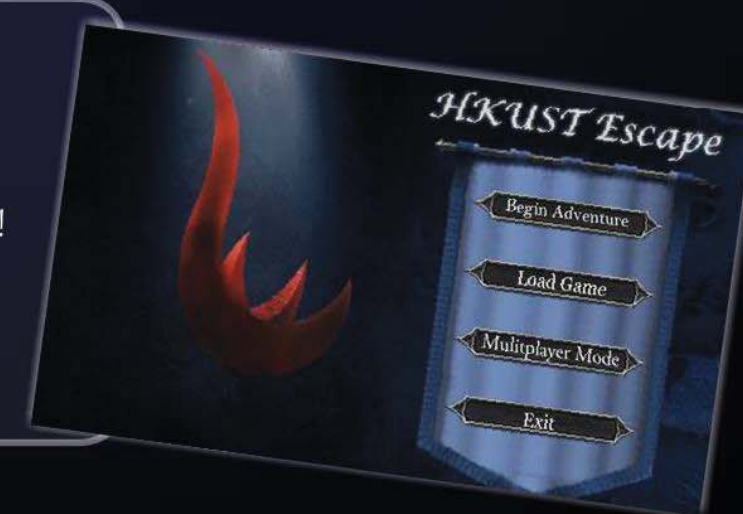 !
HKUST Escape
Begin Adventure
Load Game
Mulitplayer Mode
Exit